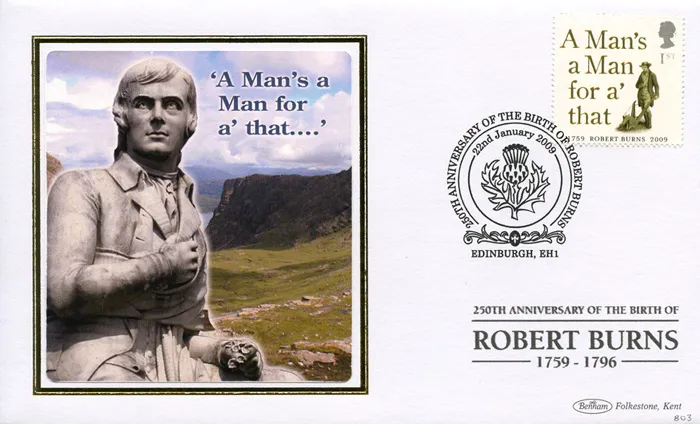 'A Man's a
Man for
a' that....'
A Man's
a Man
for a'
that
1ST
1759 ROBERT BURNS 2009
250TH ANNIVERSARY OF THE BIRTH OF ROBERT BURNS
22nd January 2009
EDINBURGH, EH1
250TH ANNIVERSARY OF THE BIRTH OF
ROBERT BURNS
1759 - 1796
Benham Folkestone, Kent
803